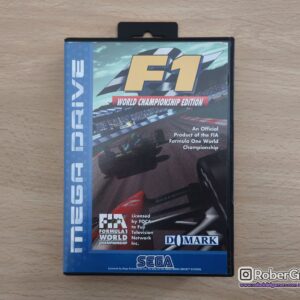 F1
WORLD CHAMPIONSHIP EDITION
An Official
Product of the FIA
Formula One World
Championship
MEGA DRIVE
FIA
FORMULA 1
WORLD
CHAMPIONSHIP
Licensed
by FOCA
to Fuji
Television
Network
Inc.
DOMARK
SEGA
RoberG